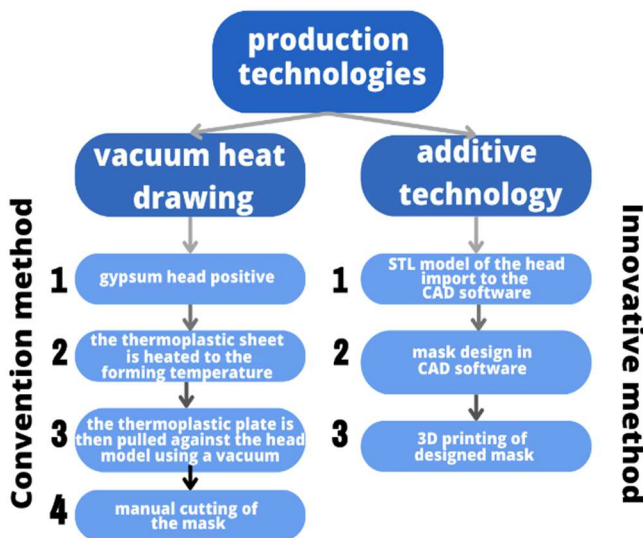 production
technologies
vacuum heat
drawing
additive
technology
Convention method
1
gypsum head positive
2
the thermoplastic sheet
is heated to the
forming temperature
3
the thermoplastic plate is
then pulled against the head
model using a vacuum
4
manual cutting of
the mask
Innovative method
1
STL model of the head
import to the
CAD software
2
mask design in
CAD software
3
3D printing of
designed mask